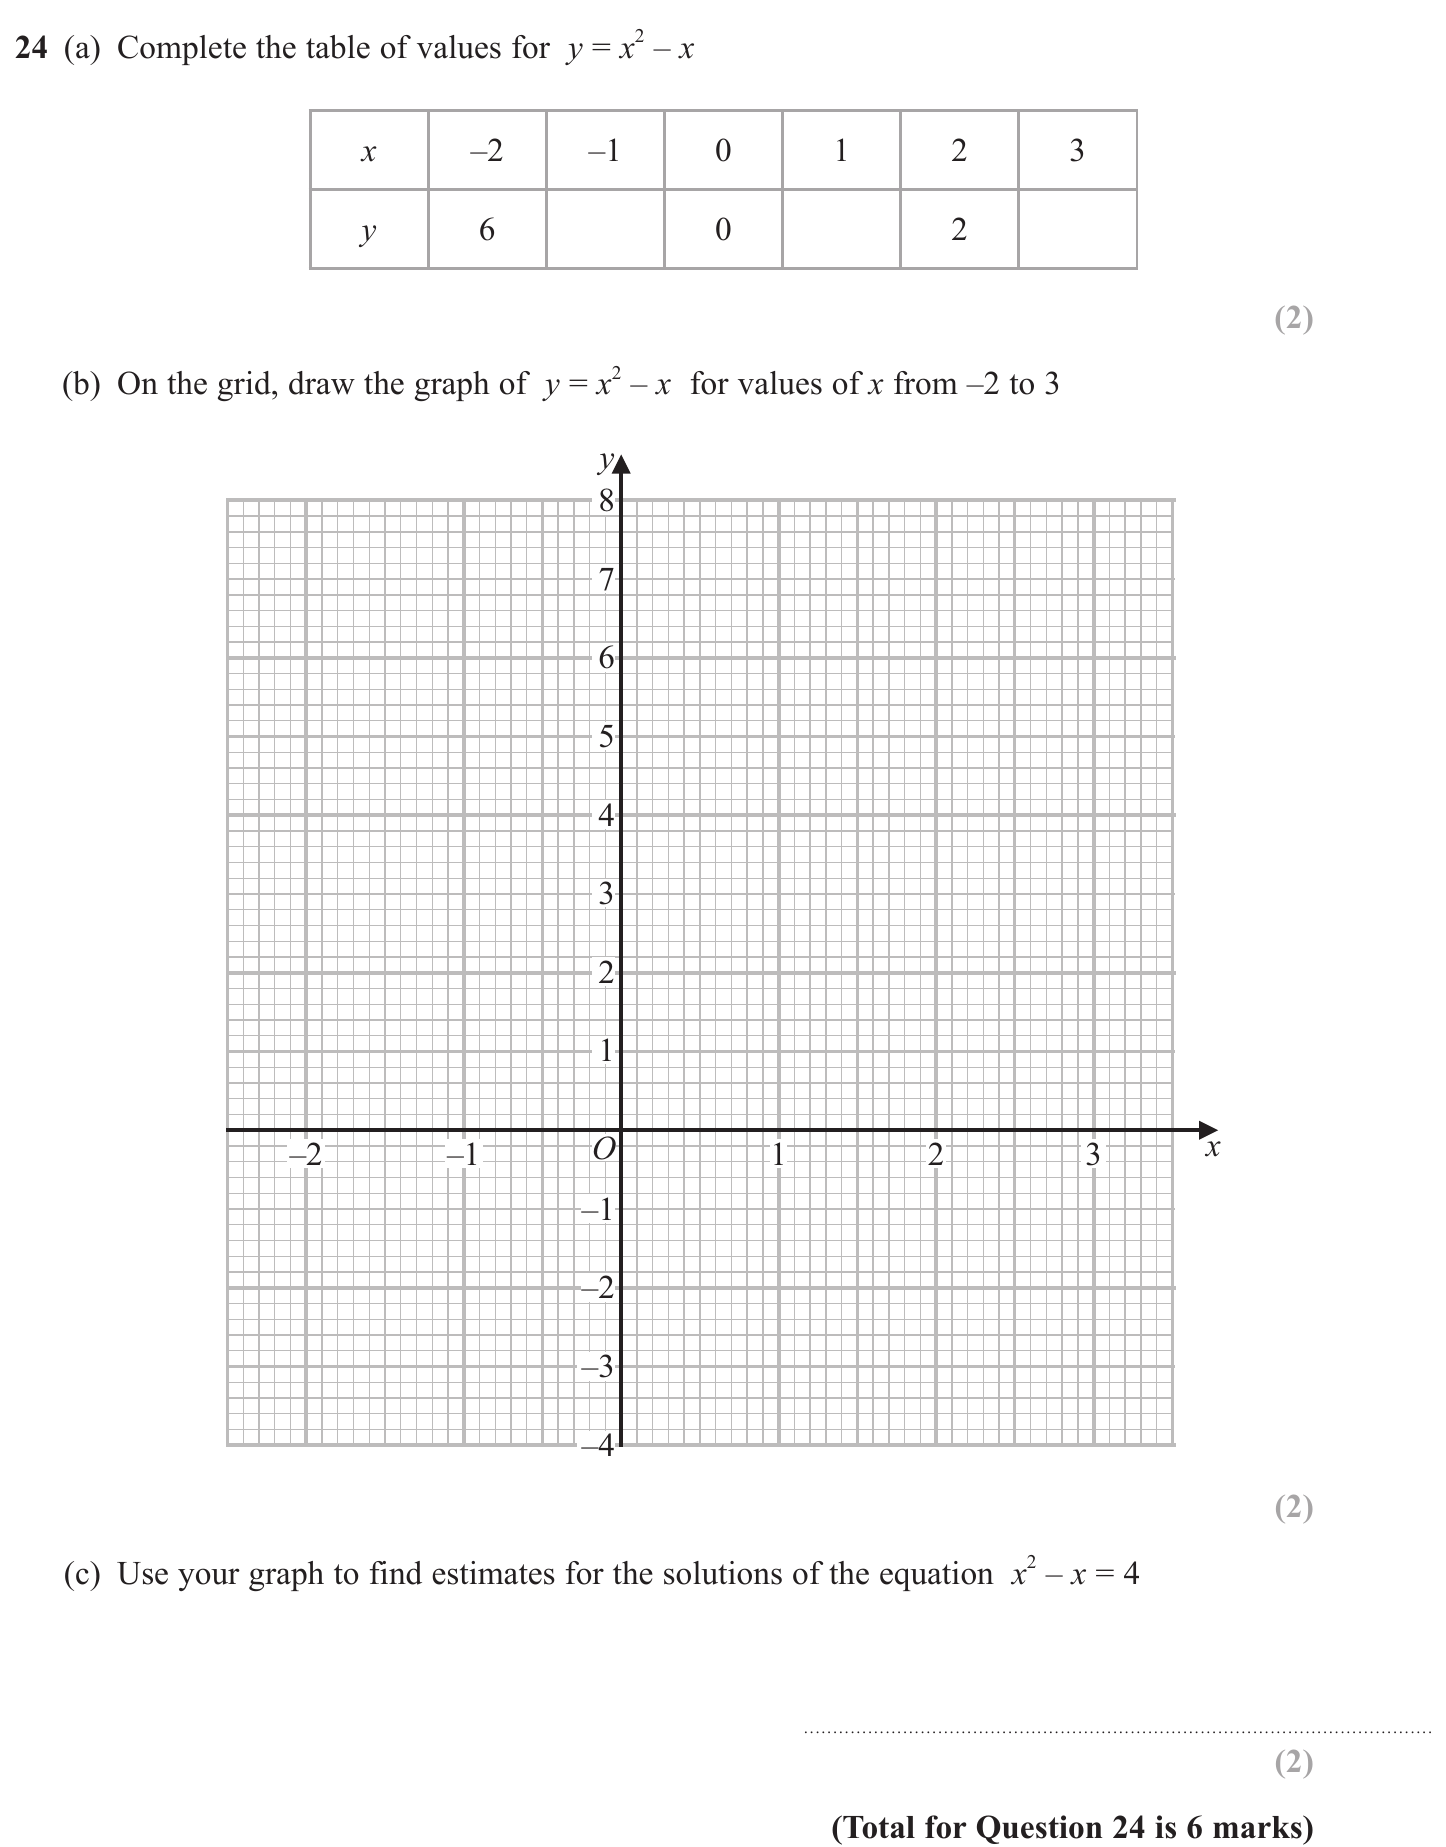 24 (a) Complete the table of values for y = x² – x
x –2 –1 0 1 2 3
y 6 0 2
(2)
(b) On the grid, draw the graph of y = x² – x for values of x from –2 to 3
y
8
7
6
5
4
3
2
1
–2 –1 O 1 2 3 x
–1
–2
–3
–4
(2)
(c) Use your graph to find estimates for the solutions of the equation x² – x = 4
(2)
(Total for Question 24 is 6 marks)